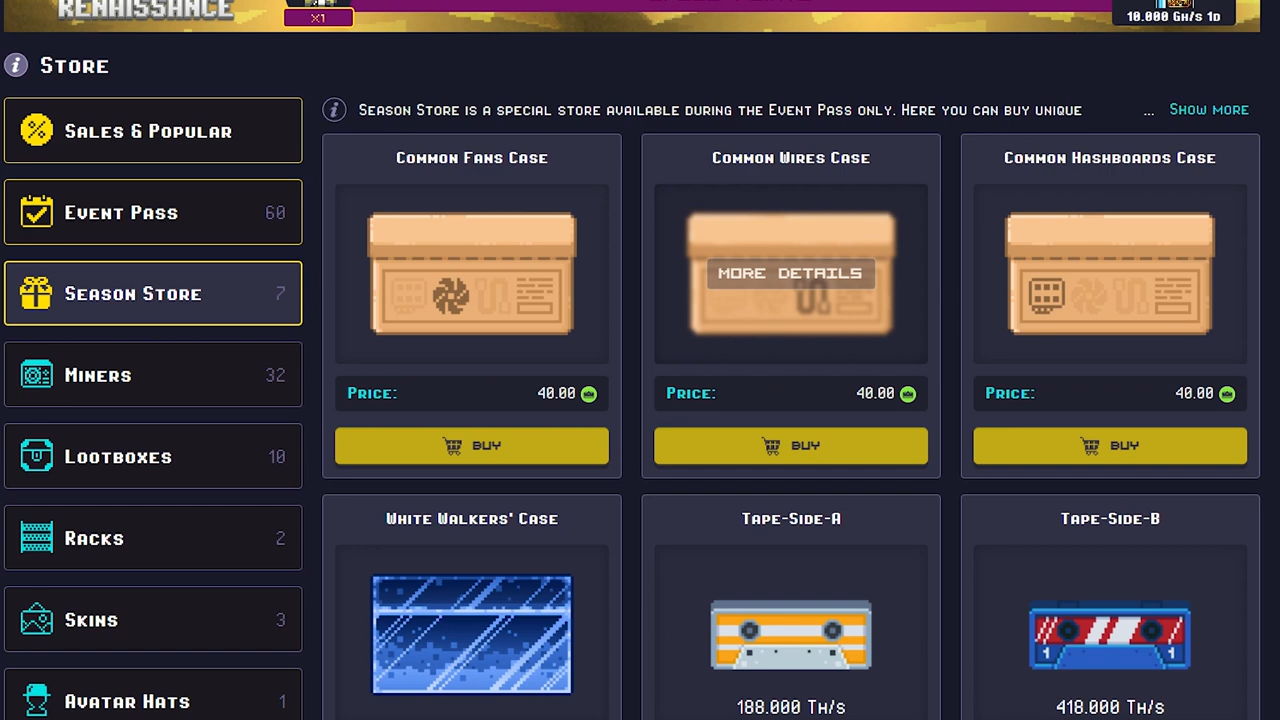 RENAISSANCE
X1
10.000 GH/S 1D
STORE
SALES & POPULAR
EVENT PASS 60
SEASON STORE 7
MINERS 32
LOOTBOXES 10
RACKS 2
SKINS 3
AVATAR HATS 1
SEASON STORE IS A SPECIAL STORE AVAILABLE DURING THE EVENT PASS ONLY. HERE YOU CAN BUY UNIQUE ... SHOW MORE
COMMON FANS CASE
PRICE: 40.00
BUY
COMMON WIRES CASE
MORE DETAILS
PRICE: 40.00
BUY
COMMON HASHBOARDS CASE
PRICE: 40.00
BUY
WHITE WALKERS' CASE
TAPE-SIDE-A
188.000 TH/S
TAPE-SIDE-B
1 1
418.000 TH/S